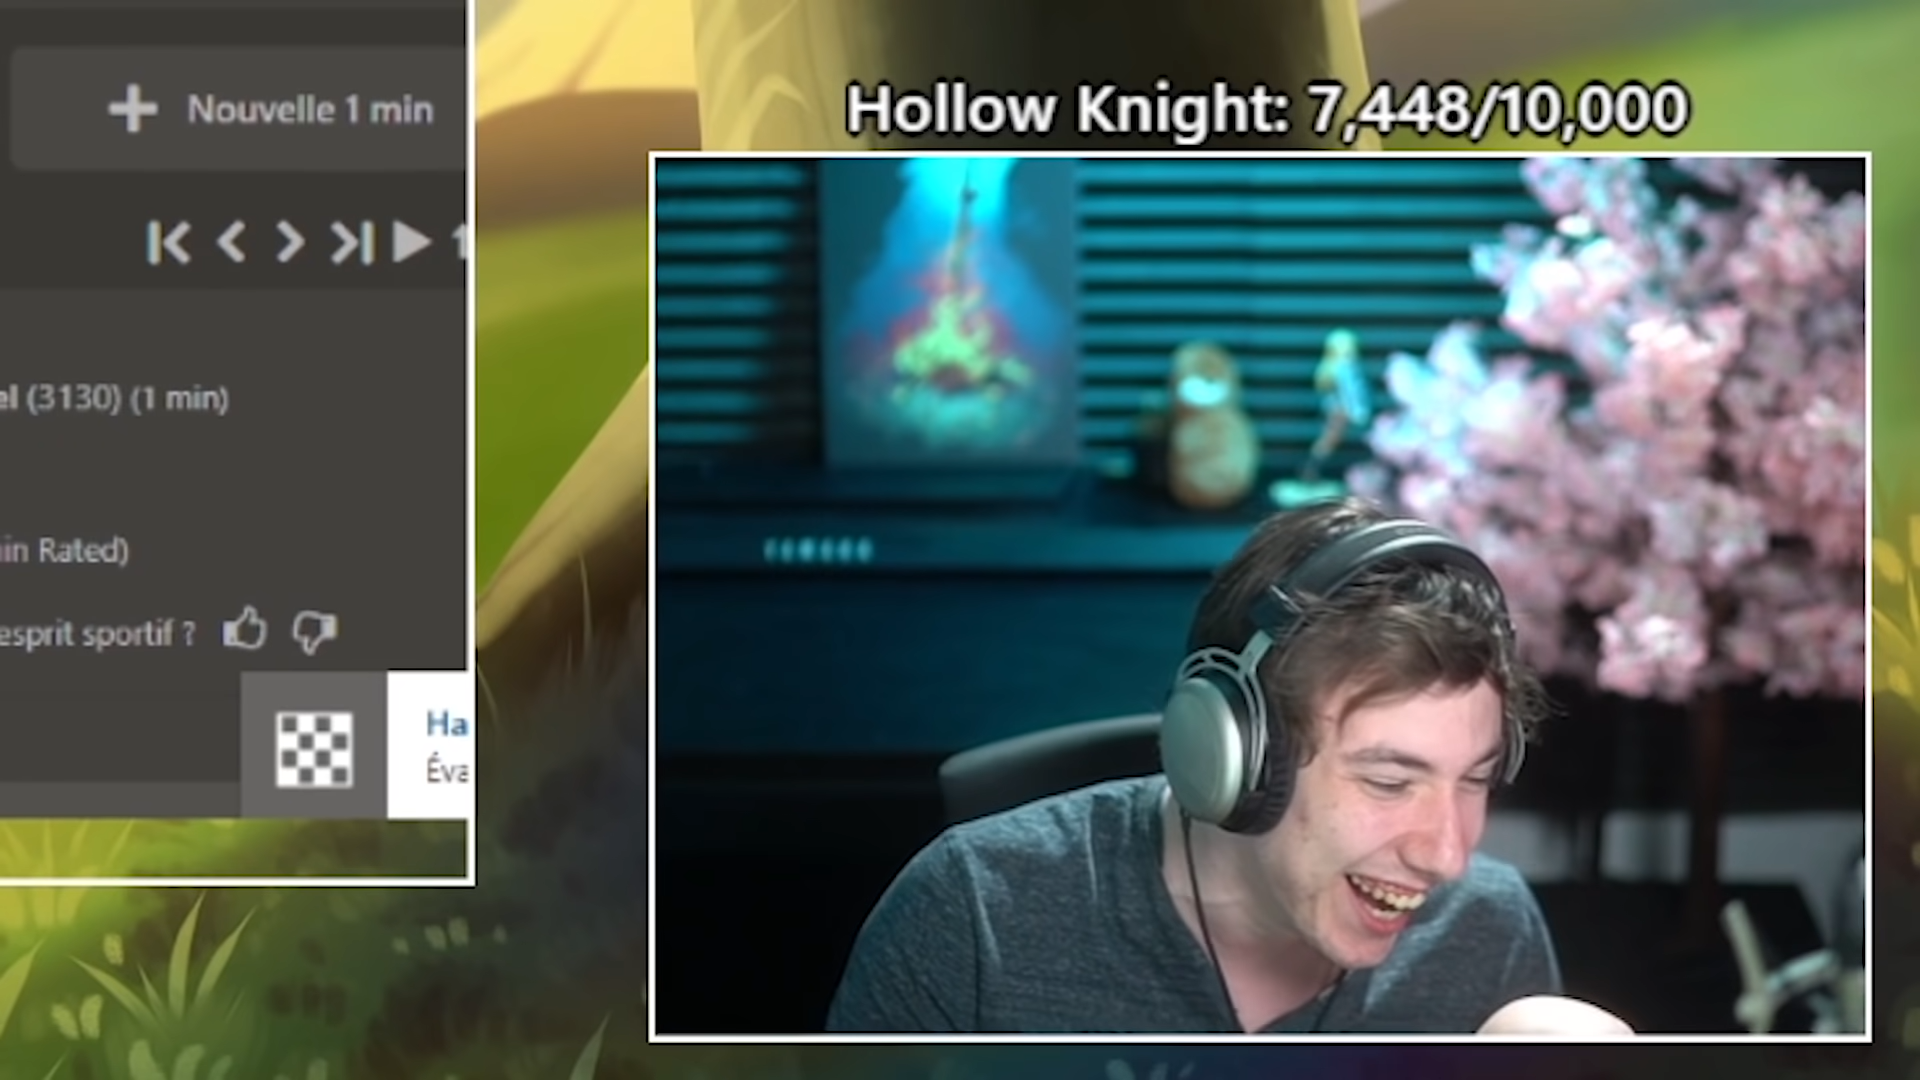 Hollow Knight: 7,448/10,000
Nouvelle 1 min
el (3130) (1 min)
in Rated)
esprit sportif ?
Ha
Éva